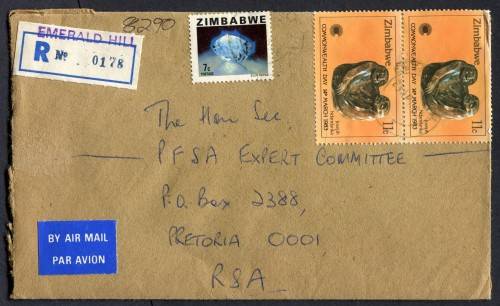 EMERALD HILL
R No. 0178
8290
ZIMBABWE
7c
Zimbabwe
COMMONWEALTH DAY 14th MARCH 1983
11c
Zimbabwe
COMMONWEALTH DAY 14th MARCH 1983
11c
The Hon Sec
PFSA EXPERT COMMITTEE
P.O. Box 2388,
PRETORIA 0001
RSA
BY AIR MAIL
PAR AVION